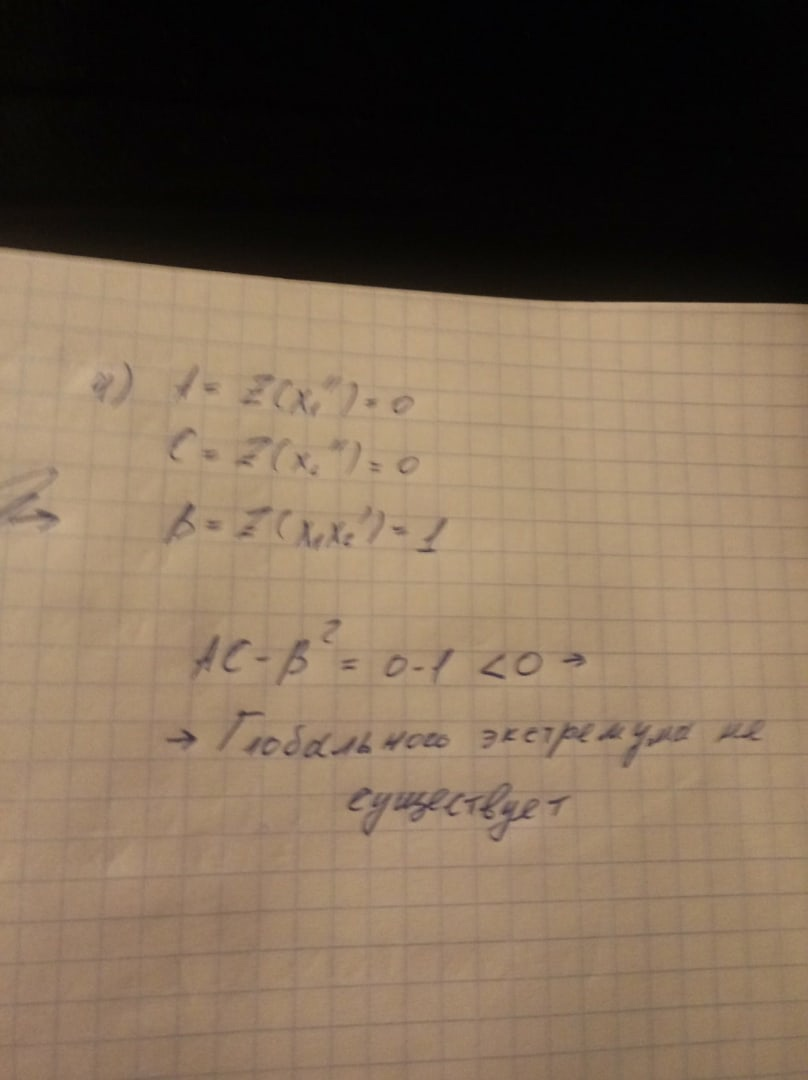 4) A = Z(x₁'') = 0
C = Z(x₂'') = 0
B = Z(x₁x₂') = 1
AC - B² = 0-1 <0 →
→ Глобального экстремума не
существует